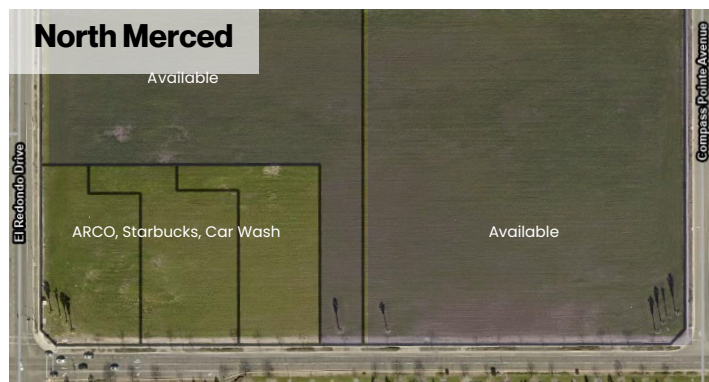 North Merced
Available
El Redondo Drive
Compass Pointe Avenue
ARCO, Starbucks, Car Wash
Available